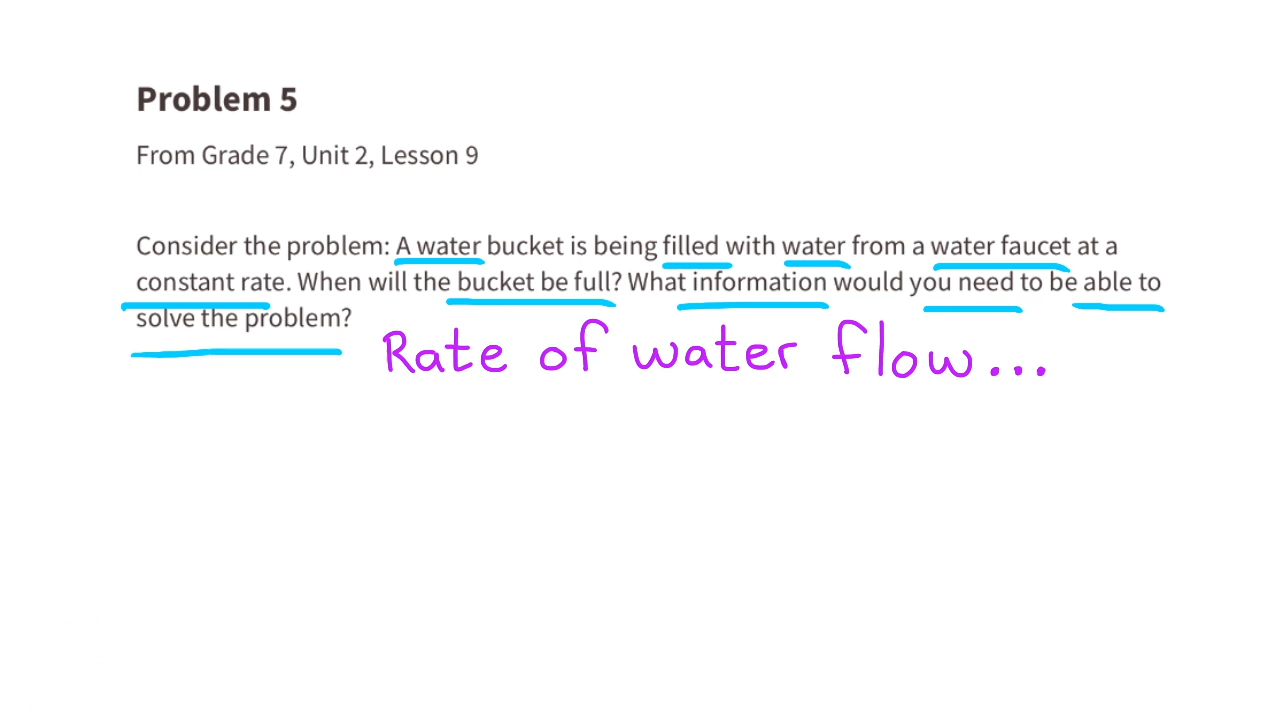 Problem 5
From Grade 7, Unit 2, Lesson 9
Consider the problem: A water bucket is being filled with water from a water faucet at a
constant rate. When will the bucket be full? What information would you need to be able to
solve the problem?
Rate of water flow...